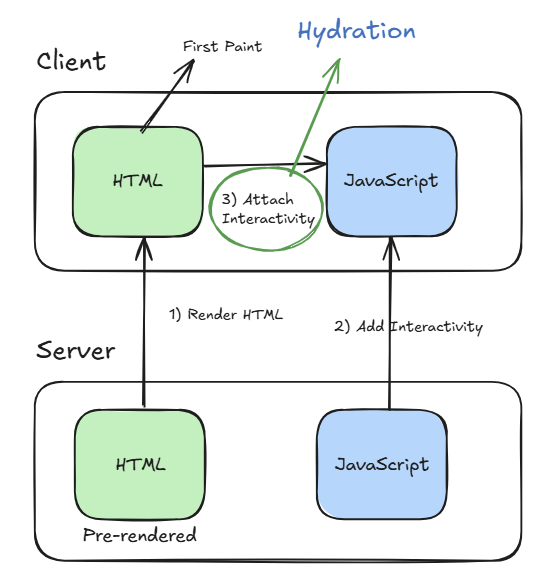 Hydration
First Paint
Client
HTML
JavaScript
3) Attach
Interactivity
1) Render HTML
2) Add Interactivity
Server
HTML
JavaScript
Pre-rendered